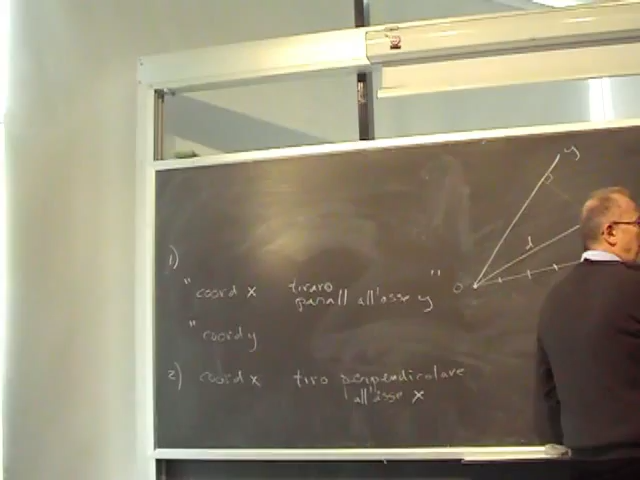 y
d
O
1)
"coord x tiraro
parall all'asse y"
"coord y
2) coord x tiro perpendicolare
all'asse x